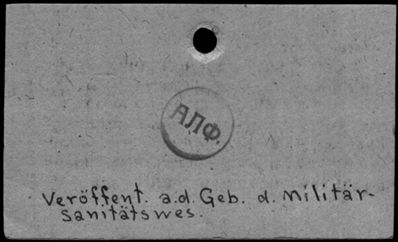 АЛФ.
Veröffent. a.d. Geb. d. Militär-
Sanitätswes.